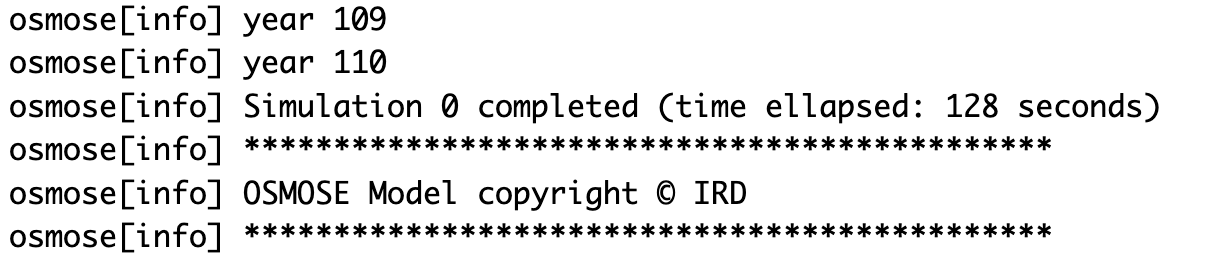 osmose[info] year 109
osmose[info] year 110
osmose[info] Simulation 0 completed (time ellapsed: 128 seconds)
osmose[info] *********************************************
osmose[info] OSMOSE Model copyright © IRD
osmose[info] *********************************************